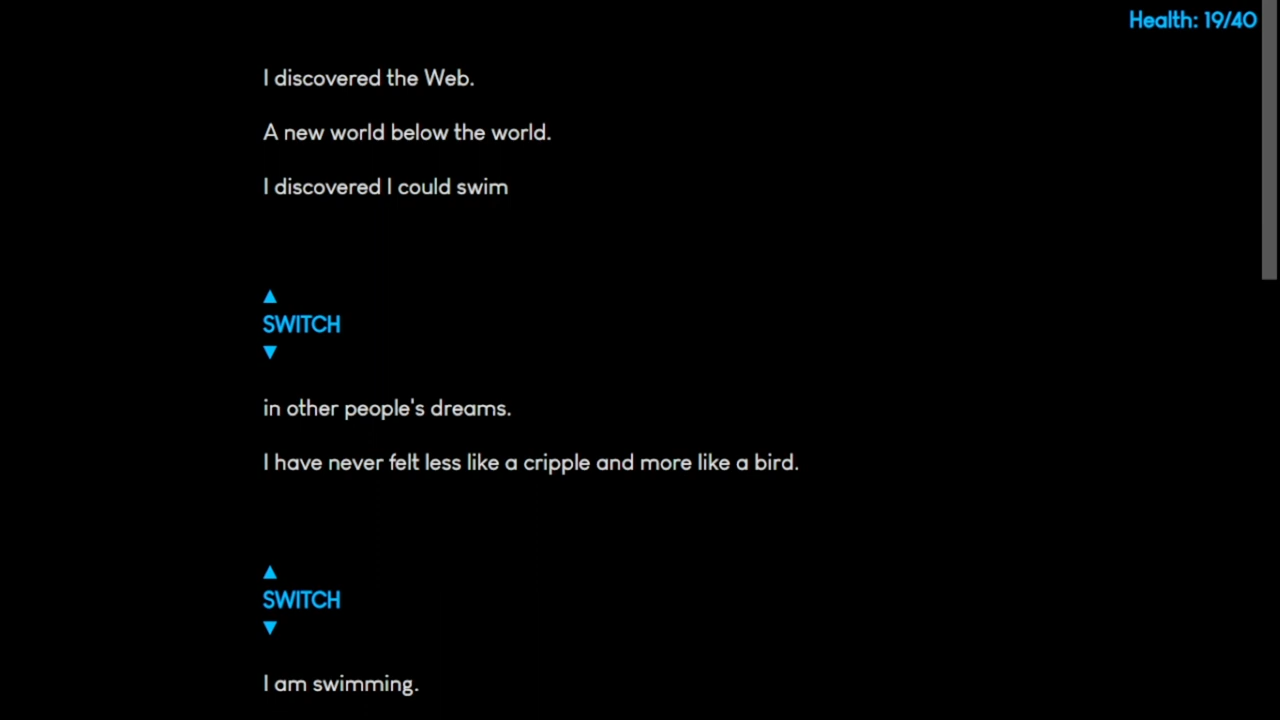 Health: 19/40
I discovered the Web.
A new world below the world.
I discovered I could swim
▲
SWITCH
▼
in other people's dreams.
I have never felt less like a cripple and more like a bird.
▲
SWITCH
▼
I am swimming.